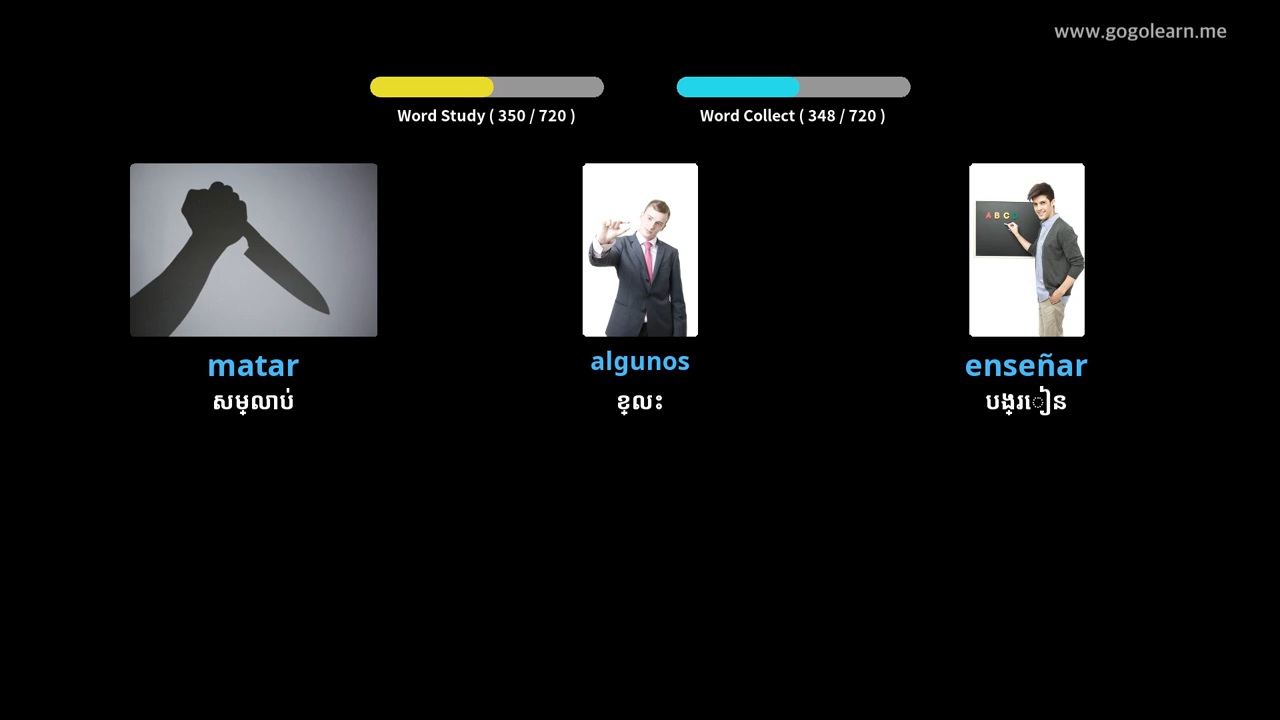 www.gogolearn.me
Word Study ( 350 / 720 )
Word Collect ( 348 / 720 )
matar
algunos
enseñar
សម្លាប់
ខ្លះ
បង្រៀន
A B C D